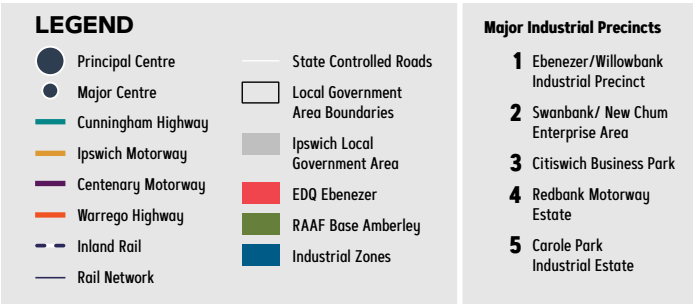 LEGEND
Principal Centre
Major Centre
Cunningham Highway
Ipswich Motorway
Centenary Motorway
Warrego Highway
Inland Rail
Rail Network
State Controlled Roads
Local Government
Area Boundaries
Ipswich Local
Government Area
EDQ Ebenezer
RAAF Base Amberley
Industrial Zones
Major Industrial Precincts
1 Ebenezer/Willowbank
Industrial Precinct
2 Swanbank/ New Chum
Enterprise Area
3 Citiswich Business Park
4 Redbank Motorway
Estate
5 Carole Park
Industrial Estate